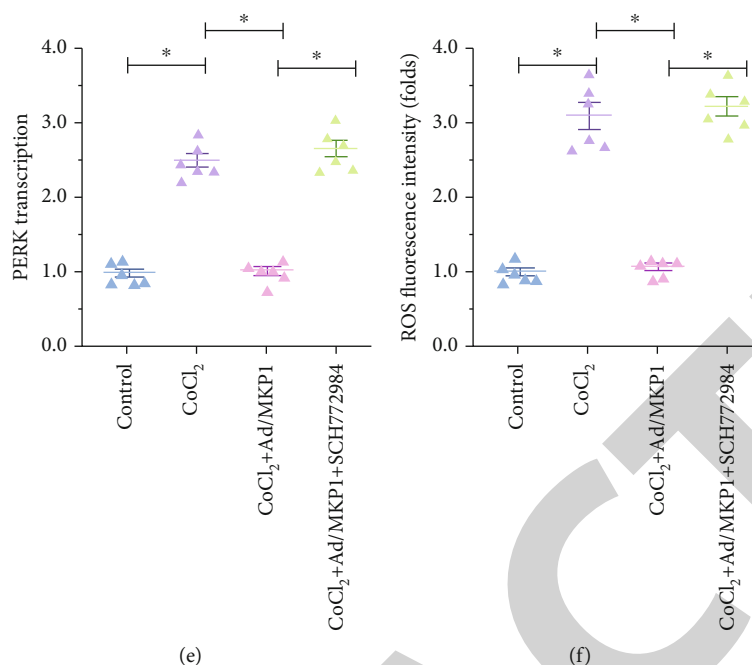 *
*
*
4.0
3.0
2.0
1.0
0.0
PERK transcription
Control
CoCl₂
CoCl₂+Ad/MKP1
CoCl₂+Ad/MKP1+SCH772984
(e)
*
*
*
4.0
3.0
2.0
1.0
0.0
ROS fluorescence intensity (folds)
Control
CoCl₂
CoCl₂+Ad/MKP1
CoCl₂+Ad/MKP1+SCH772984
(f)